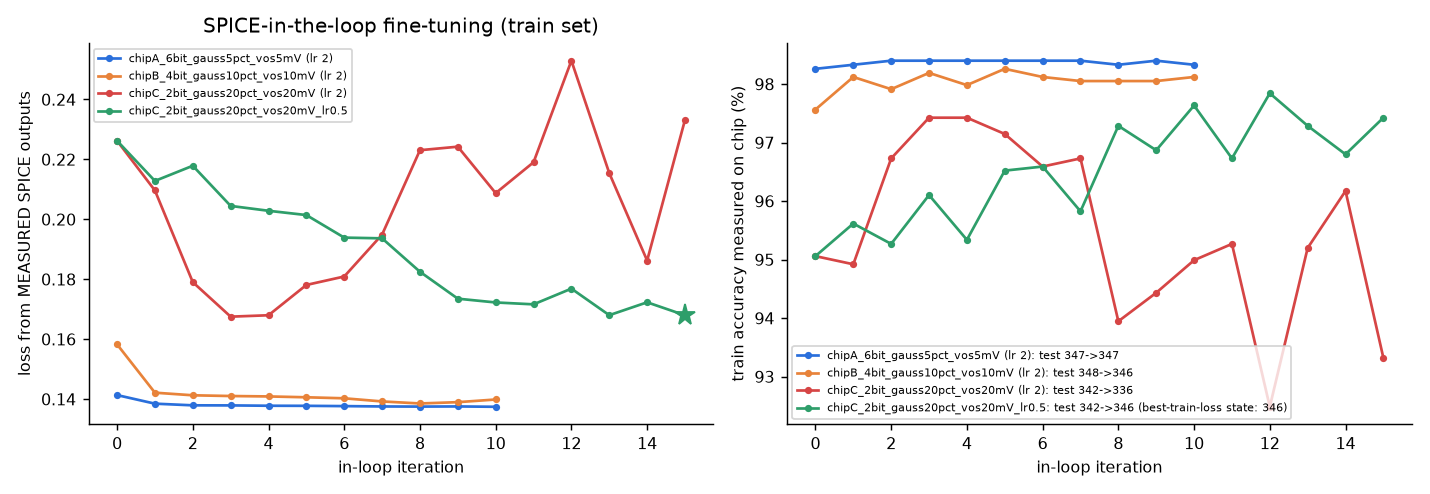 SPICE-in-the-loop fine-tuning (train set)
chipA_6bit_gauss5pct_vos5mV (lr 2)
chipB_4bit_gauss10pct_vos10mV (lr 2)
chipC_2bit_gauss20pct_vos20mV (lr 2)
chipC_2bit_gauss20pct_vos20mV_lr0.5
loss from MEASURED SPICE outputs
0.24
0.22
0.20
0.18
0.16
0.14
0 2 4 6 8 10 12 14
in-loop iteration
train accuracy measured on chip (%)
98
97
96
95
94
93
chipA_6bit_gauss5pct_vos5mV (lr 2): test 347->347
chipB_4bit_gauss10pct_vos10mV (lr 2): test 348->346
chipC_2bit_gauss20pct_vos20mV (lr 2): test 342->336
chipC_2bit_gauss20pct_vos20mV_lr0.5: test 342->346 (best-train-loss state: 346)
0 2 4 6 8 10 12 14
in-loop iteration